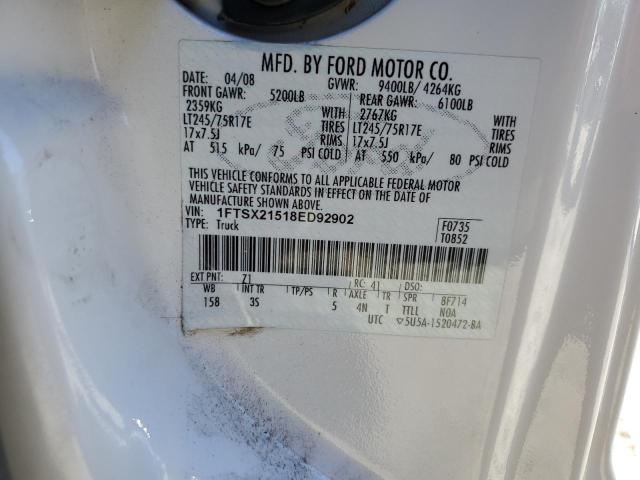 MFD. BY FORD MOTOR CO.
DATE: 04/08 GVWR: 9400LB/ 4264KG
FRONT GAWR: 5200LB REAR GAWR: 6100LB
2359KG WITH 2767KG WITH
LT245/75R17E TIRES LT245/75R17E TIRES
17x7.5J RIMS 17x7.5J RIMS
AT 515 kPa/ 75 PSI COLD AT 550 kPa/ 80 PSI COLD
THIS VEHICLE CONFORMS TO ALL APPLICABLE FEDERAL MOTOR
VEHICLE SAFETY STANDARDS IN EFFECT ON THE DATE OF
MANUFACTURE SHOWN ABOVE.
VIN: 1FTSX21518ED92902 F0735
TYPE: Truck T0852
EXT PNT: Z1 RC: 41 DSO:
WB INT TR TP/PS R AXLE TR SPR 8F714
158 3S 5 4N T TTLL NOA
UTC ▽5U5A-1520472-BA